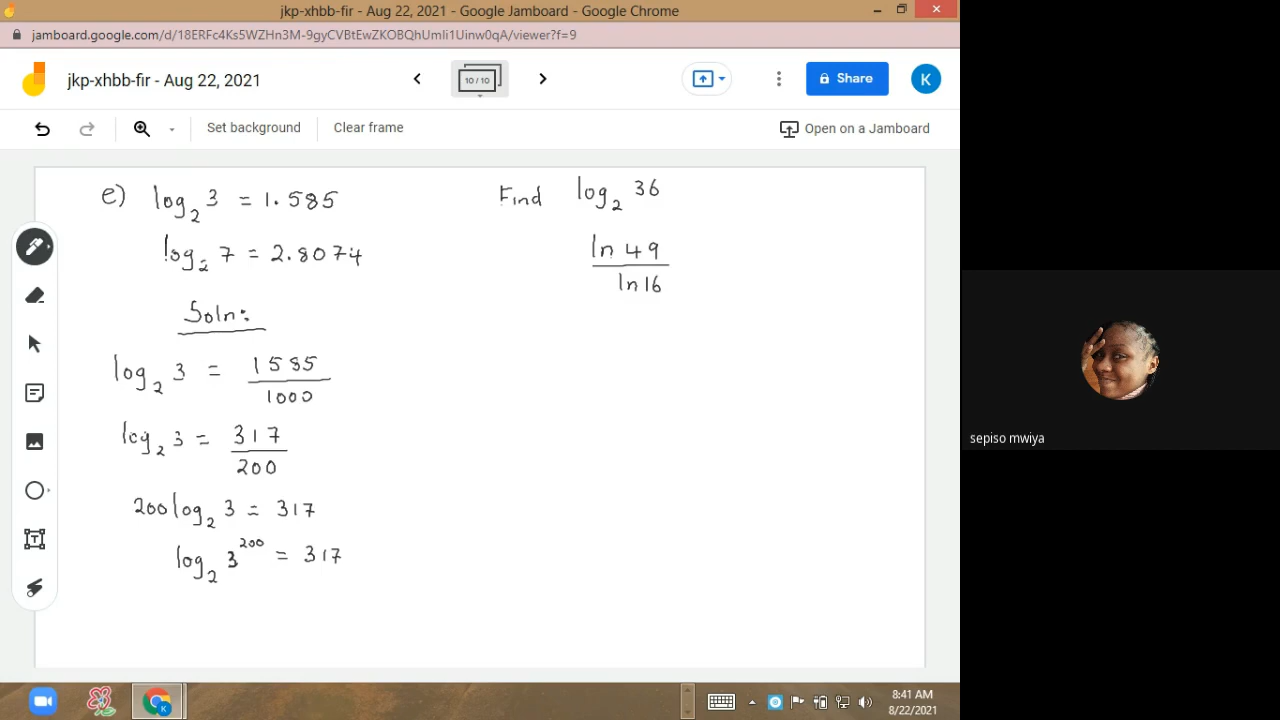 jkp-xhbb-fir - Aug 22, 2021 - Google Jamboard - Google Chrome
jamboard.google.com/d/18ERFc4Ks5WZHn3M-9gyCVBtEwZKOBQhUmli1Uinw0qA/viewer?f=9
jkp-xhbb-fir - Aug 22, 2021
10 / 10
Share
K
Set background
Clear frame
Open on a Jamboard
e) log₂ 3 = 1.585
log₂ 7 = 2.8074
Soln:
log₂ 3 = 1585/1000
log₂ 3 = 317/200
200 log₂ 3 = 317
log₂ 3²⁰⁰ = 317
Find log₂ 36
ln 49
ln 16
sepiso mwiya
K
8:41 AM
8/22/2021